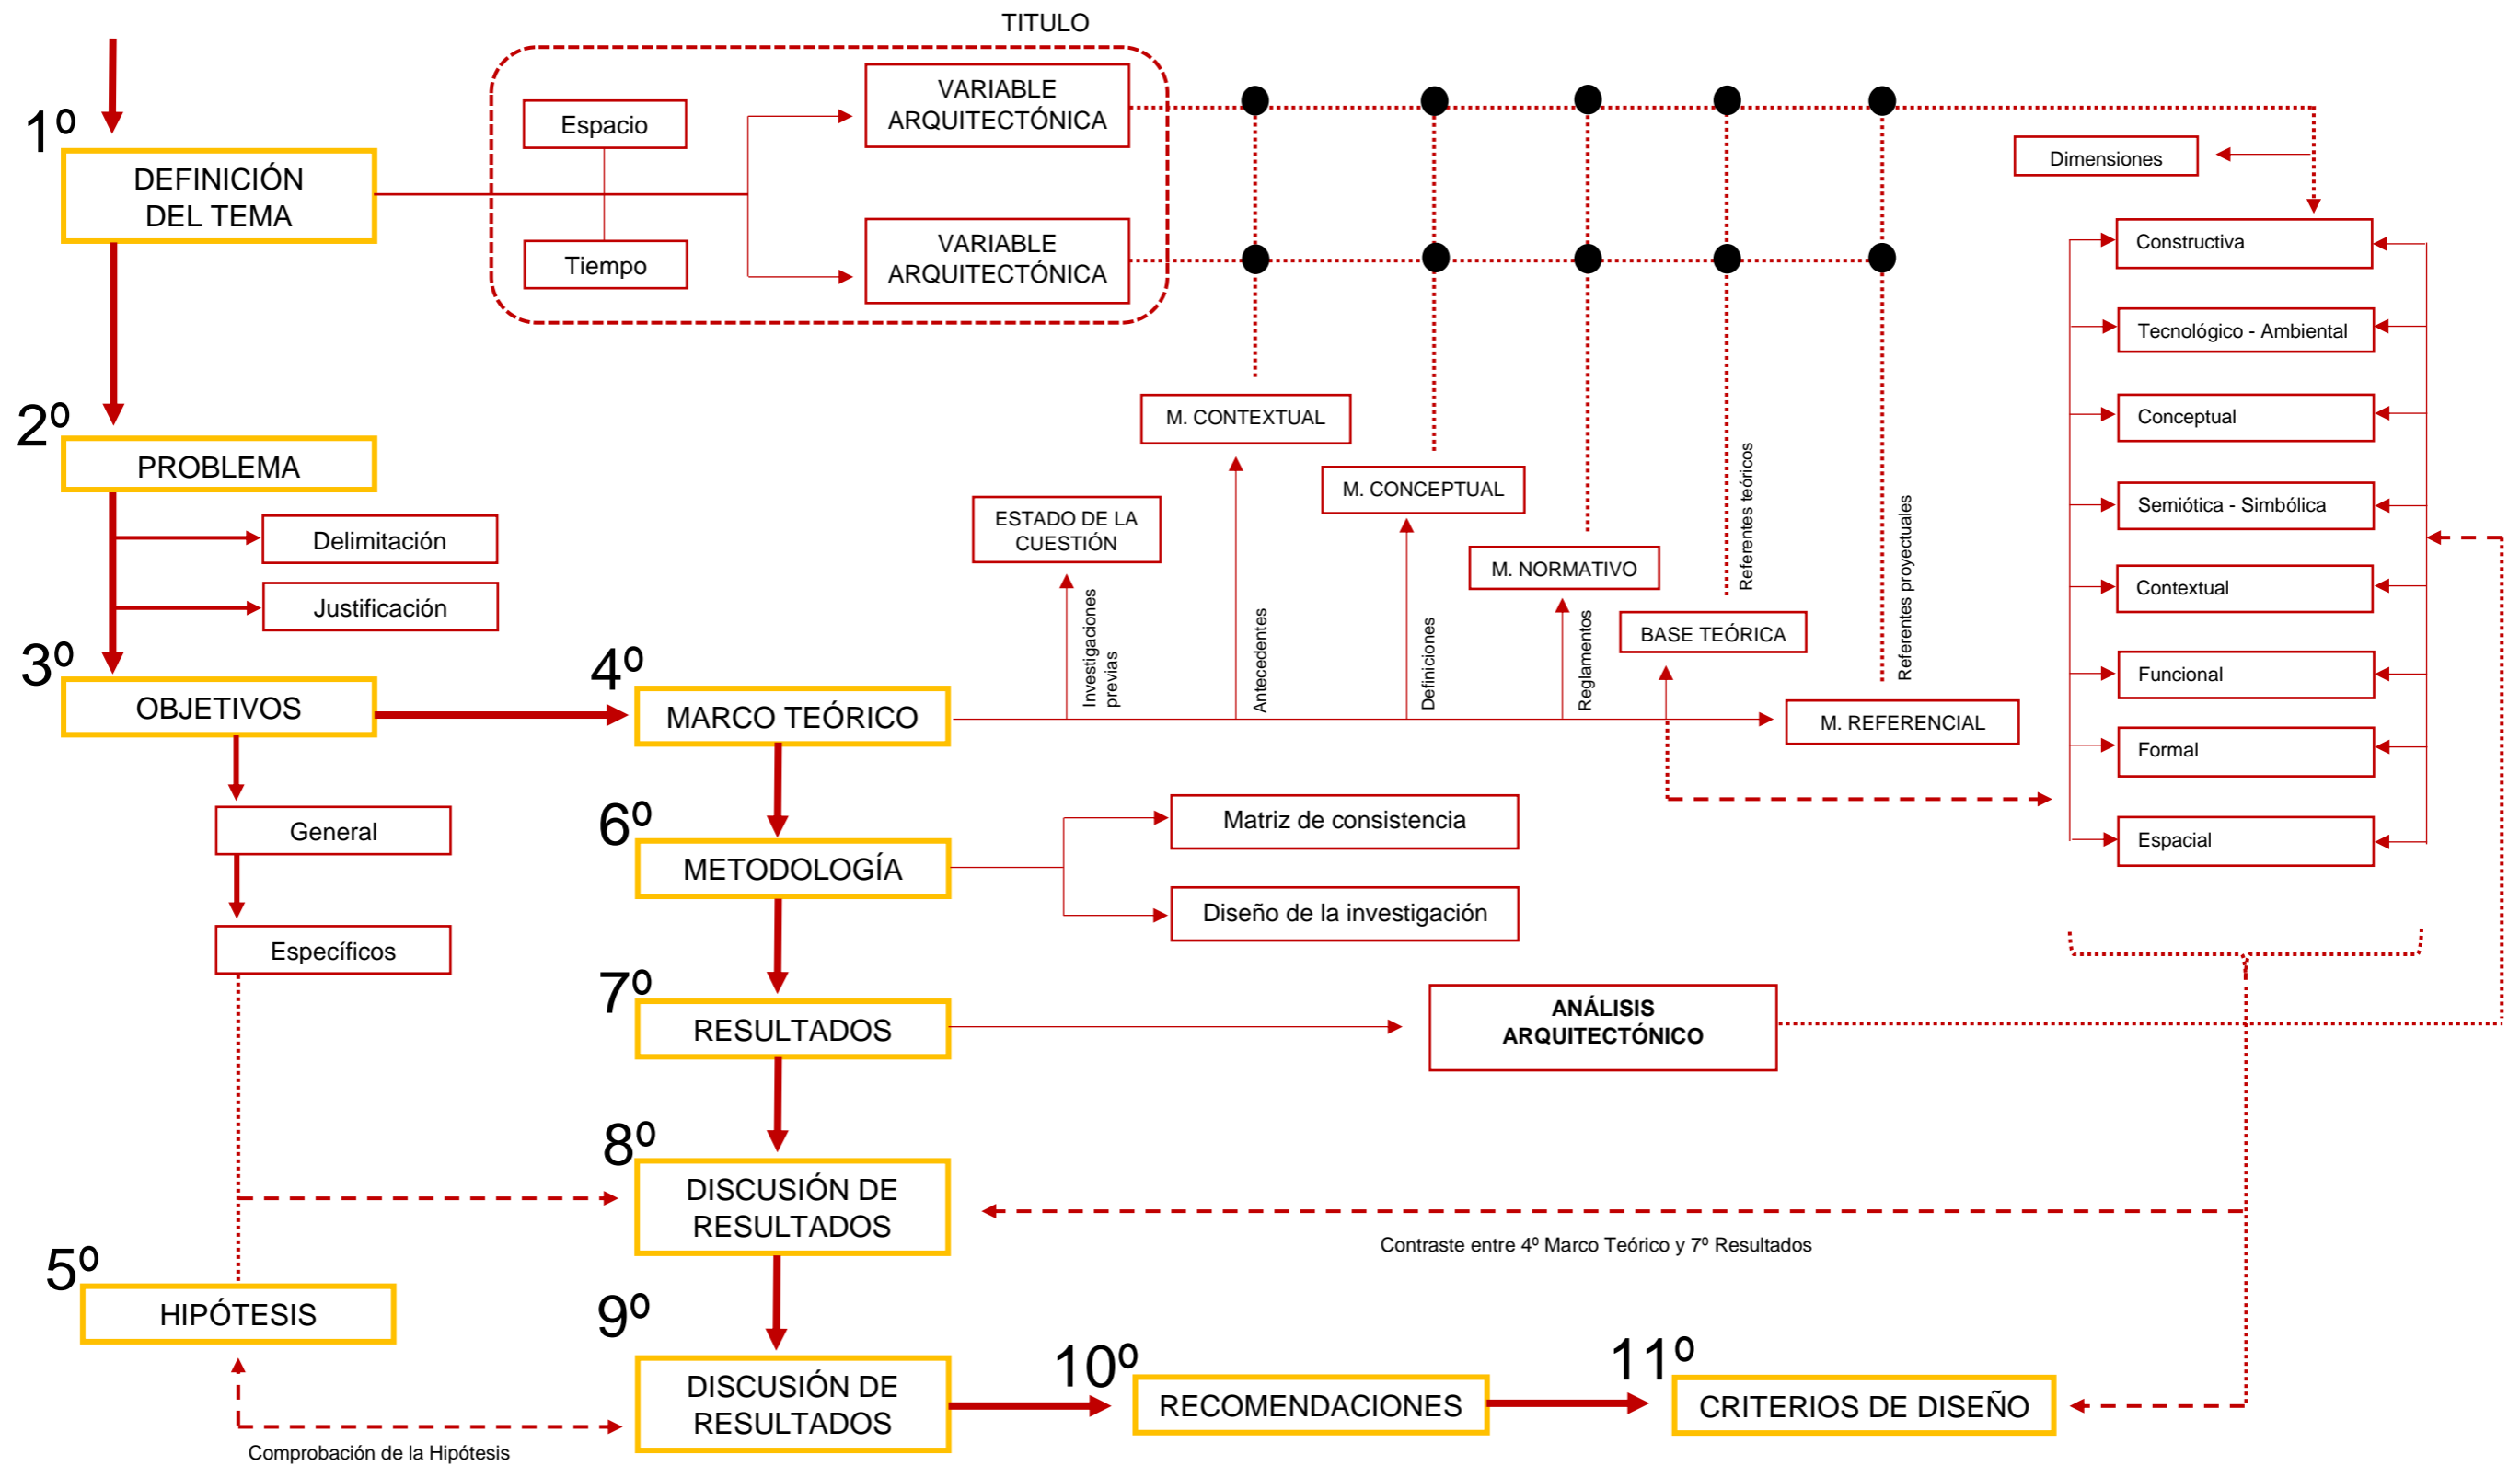 TITULO
1º
DEFINICIÓN
DEL TEMA
Espacio
Tiempo
VARIABLE
ARQUITECTÓNICA
VARIABLE
ARQUITECTÓNICA
Dimensiones
Constructiva
Tecnológico - Ambiental
Conceptual
Semiótica - Simbólica
Contextual
Funcional
Formal
Espacial
2º
PROBLEMA
Delimitación
Justificación
3º
OBJETIVOS
General
Específicos
4º
MARCO TEÓRICO
ESTADO DE LA
CUESTIÓN
Investigaciones
previas
M. CONTEXTUAL
Antecedentes
M. CONCEPTUAL
Definiciones
M. NORMATIVO
Reglamentos
BASE TEÓRICA
Referentes teóricos
M. REFERENCIAL
Referentes proyectuales
6º
METODOLOGÍA
Matriz de consistencia
Diseño de la investigación
7º
RESULTADOS
ANÁLISIS
ARQUITECTÓNICO
8º
DISCUSIÓN DE
RESULTADOS
Contraste entre 4º Marco Teórico y 7º Resultados
5º
HIPÓTESIS
Comprobación de la Hipótesis
9º
DISCUSIÓN DE
RESULTADOS
10º
RECOMENDACIONES
11º
CRITERIOS DE DISEÑO